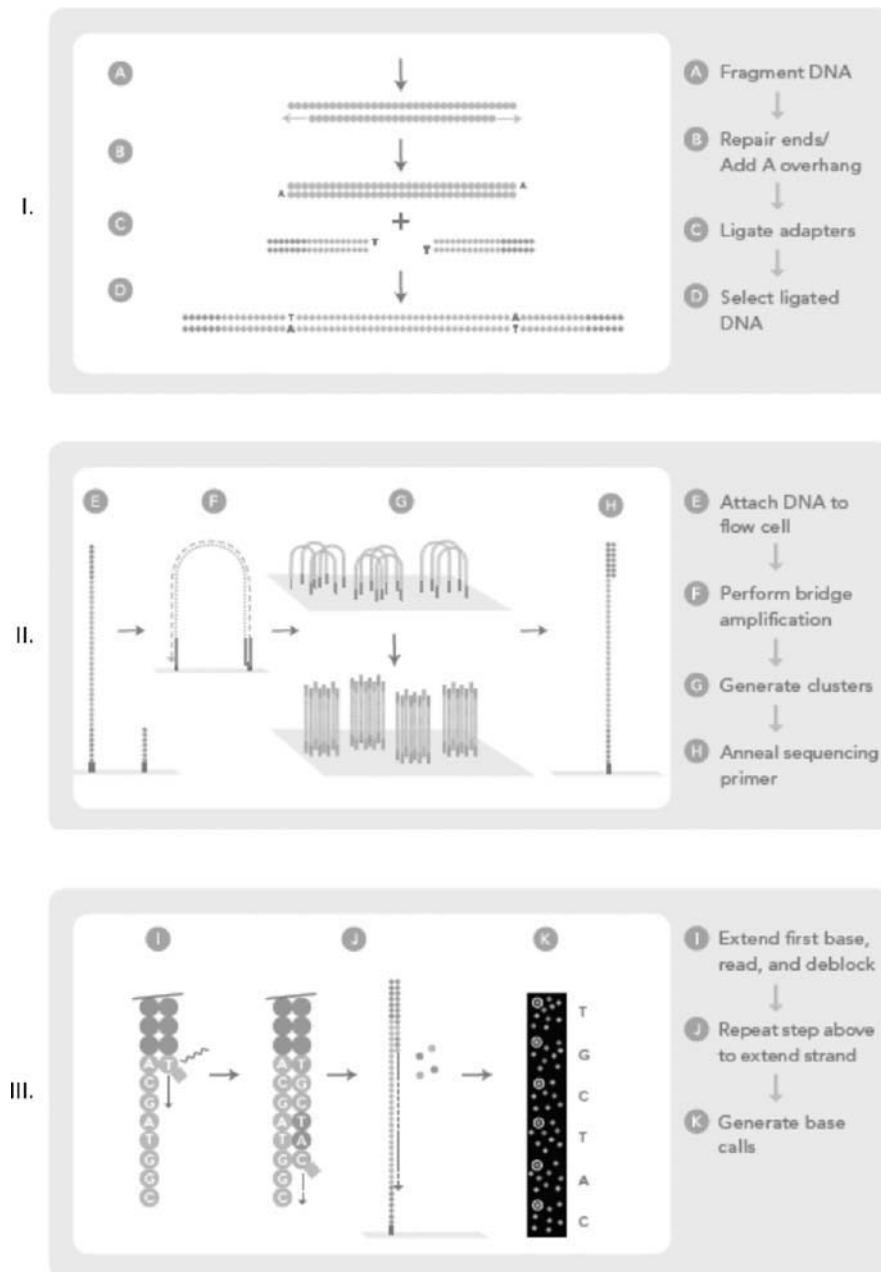 I.
A
B
C
D
A
A
+
T
T
T
A
A
T
A Fragment DNA
B Repair ends/
Add A overhang
C Ligate adapters
D Select ligated
DNA
II.
E
F
G
H
E Attach DNA to
flow cell
F Perform bridge
amplification
G Generate clusters
H Anneal sequencing
primer
III.
I
J
K
A T
C
G
A
T
G
G
C
A T
C G
G C
A T
T A
G C
G
C
T
G
C
T
A
C
I Extend first base,
read, and deblock
J Repeat step above
to extend strand
K Generate base
calls